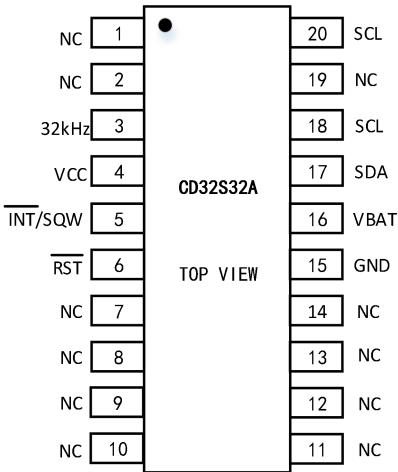 NC 1 20 SCL
NC 2 19 NC
32kHz 3 18 SCL
VCC 4 17 SDA
CD32S32A
INT/SQW 5 16 VBAT
RST 6 15 GND
TOP VIEW
NC 7 14 NC
NC 8 13 NC
NC 9 12 NC
NC 10 11 NC